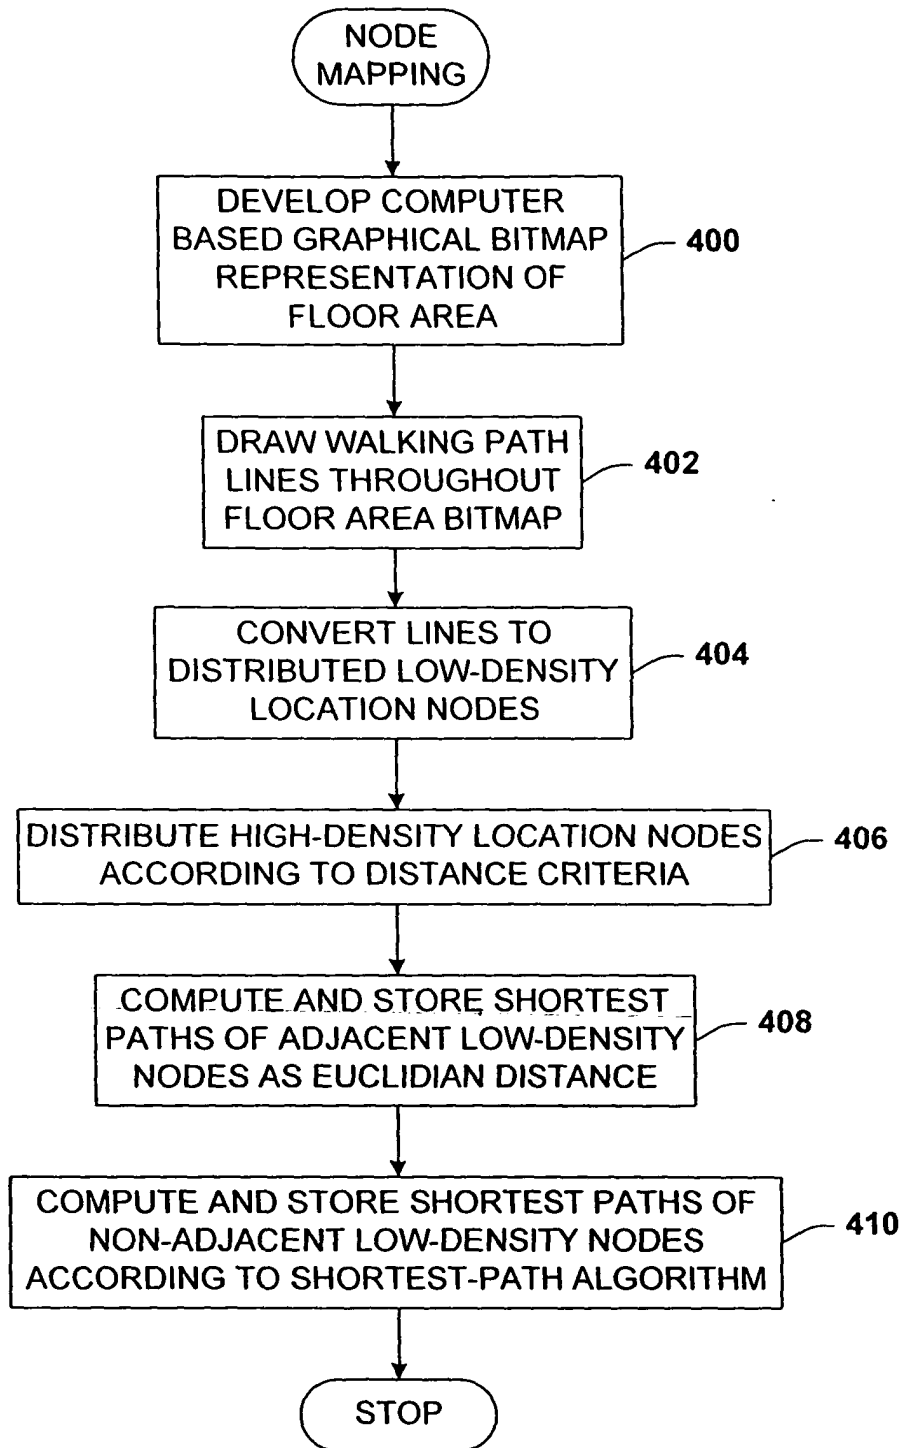 NODE
MAPPING
DEVELOP COMPUTER
BASED GRAPHICAL BITMAP
REPRESENTATION OF
FLOOR AREA
400
DRAW WALKING PATH
LINES THROUGHOUT
FLOOR AREA BITMAP
402
CONVERT LINES TO
DISTRIBUTED LOW-DENSITY
LOCATION NODES
404
DISTRIBUTE HIGH-DENSITY LOCATION NODES
ACCORDING TO DISTANCE CRITERIA
406
COMPUTE AND STORE SHORTEST
PATHS OF ADJACENT LOW-DENSITY
NODES AS EUCLIDIAN DISTANCE
408
COMPUTE AND STORE SHORTEST PATHS OF
NON-ADJACENT LOW-DENSITY NODES
ACCORDING TO SHORTEST-PATH ALGORITHM
410
STOP